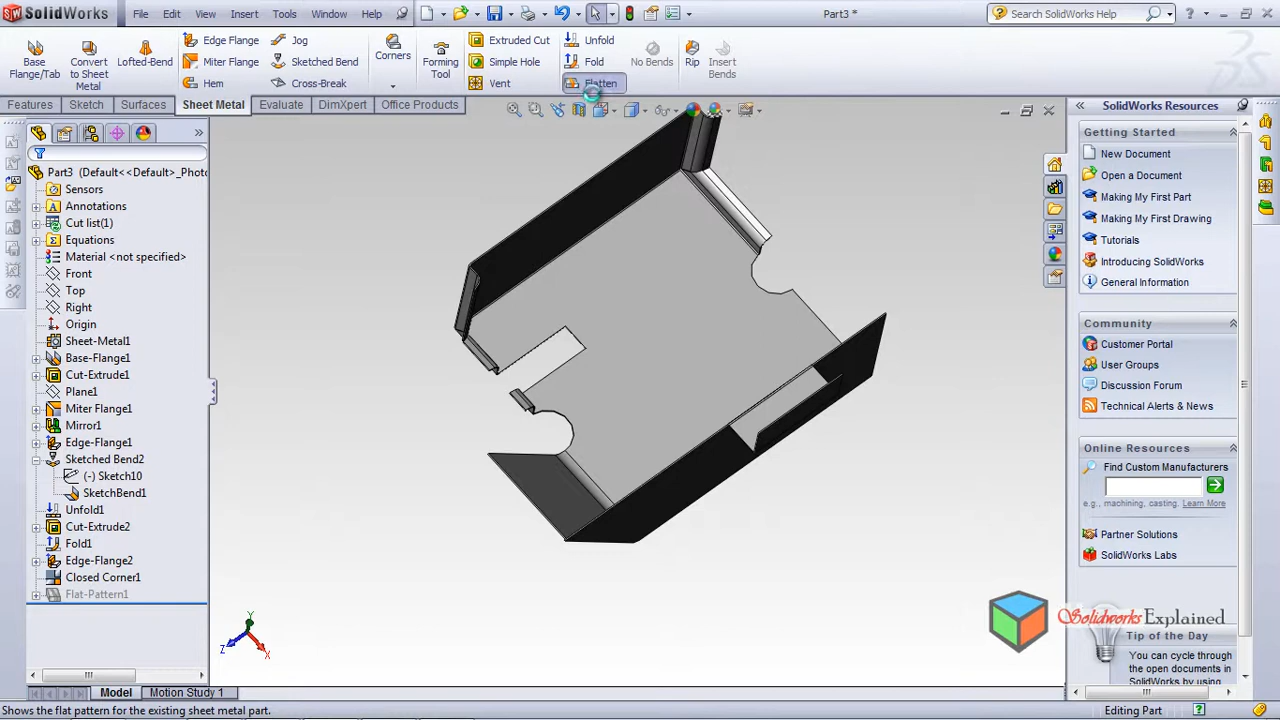 SolidWorks File Edit View Insert Tools Window Help Part3 * Search SolidWorks Help
Base Flange/Tab
Convert to Sheet Metal
Lofted-Bend
Edge Flange
Miter Flange
Hem
Jog
Sketched Bend
Cross-Break
Corners
Forming Tool
Extruded Cut
Simple Hole
Vent
Unfold
Fold
Flatten
No Bends
Rip
Insert Bends
Features Sketch Surfaces Sheet Metal Evaluate DimXpert Office Products
Part3 (Default<<Default>_Photo
Sensors
Annotations
Cut list(1)
Equations
Material <not specified>
Front
Top
Right
Origin
Sheet-Metal1
Base-Flange1
Cut-Extrude1
Plane1
Miter Flange1
Mirror1
Edge-Flange1
Sketched Bend2
(-) Sketch10
SketchBend1
Unfold1
Cut-Extrude2
Fold1
Edge-Flange2
Closed Corner1
Flat-Pattern1
Y
Z
X
SolidWorks Resources
Getting Started
New Document
Open a Document
Making My First Part
Making My First Drawing
Tutorials
Introducing SolidWorks
General Information
Community
Customer Portal
User Groups
Discussion Forum
Technical Alerts & News
Online Resources
Find Custom Manufacturers
e.g., machining, casting. Learn More
Partner Solutions
SolidWorks Labs
Solidworks Explained
Tip of the Day
You can cycle through
the open documents in
SolidWorks by using
Model Motion Study 1
Shows the flat pattern for the existing sheet metal part. Editing Part